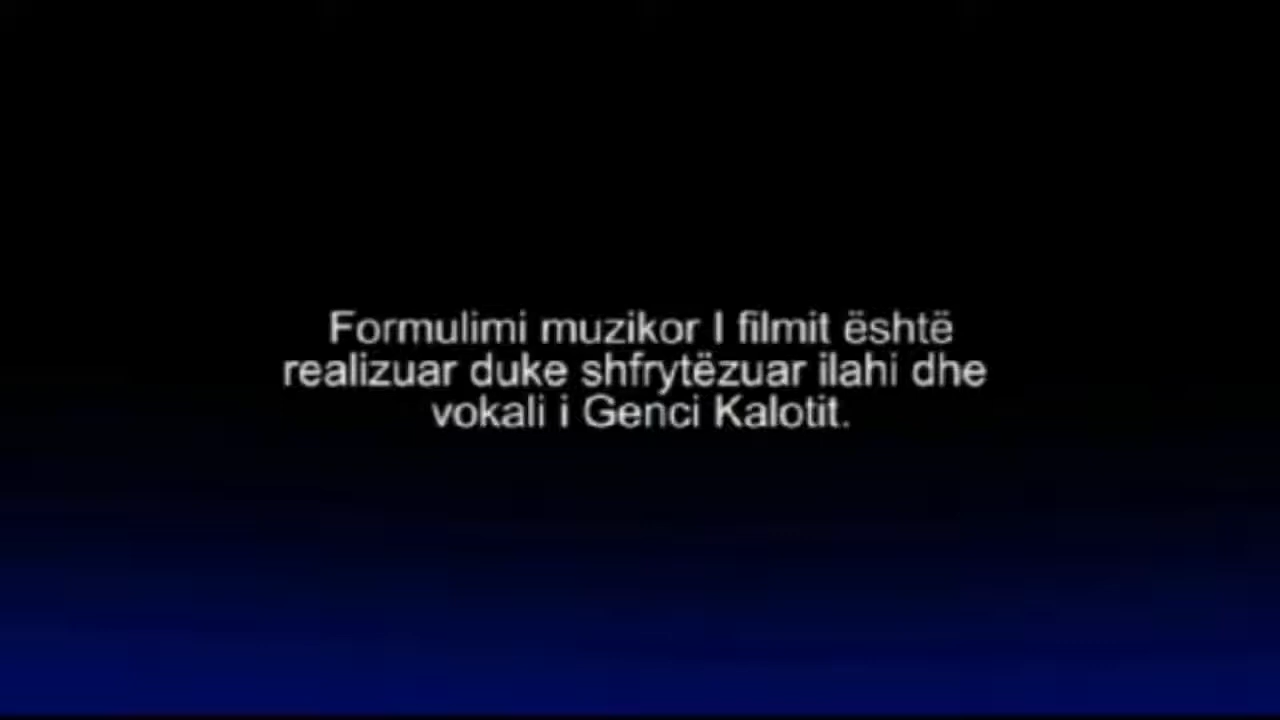 Formulimi muzikor I filmit është
realizuar duke shfrytëzuar ilahi dhe
vokali i Genci Kalotit.